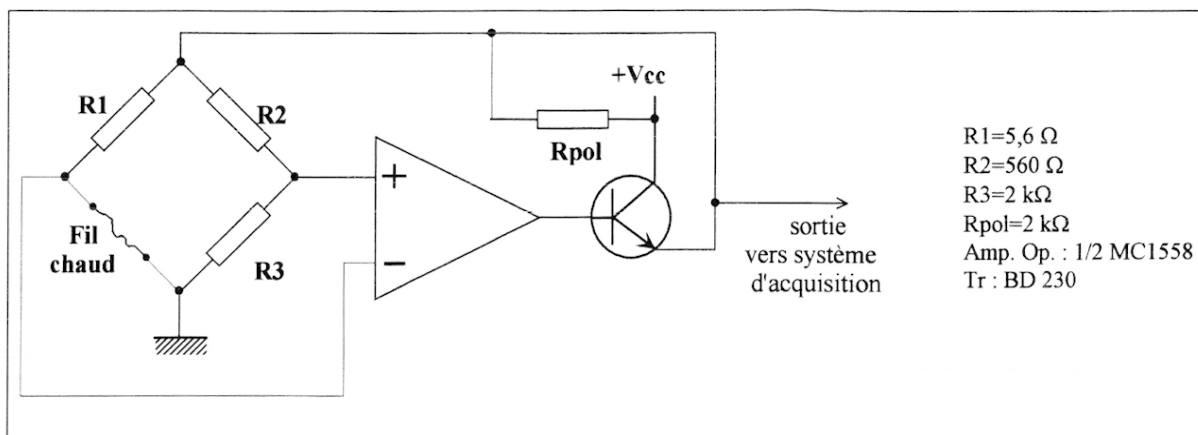 R1
R2
+Vcc
Rpol
+
−
Fil
chaud
R3
sortie
vers système
d'acquisition
R1=5,6 Ω
R2=560 Ω
R3=2 kΩ
Rpol=2 kΩ
Amp. Op. : 1/2 MC1558
Tr : BD 230